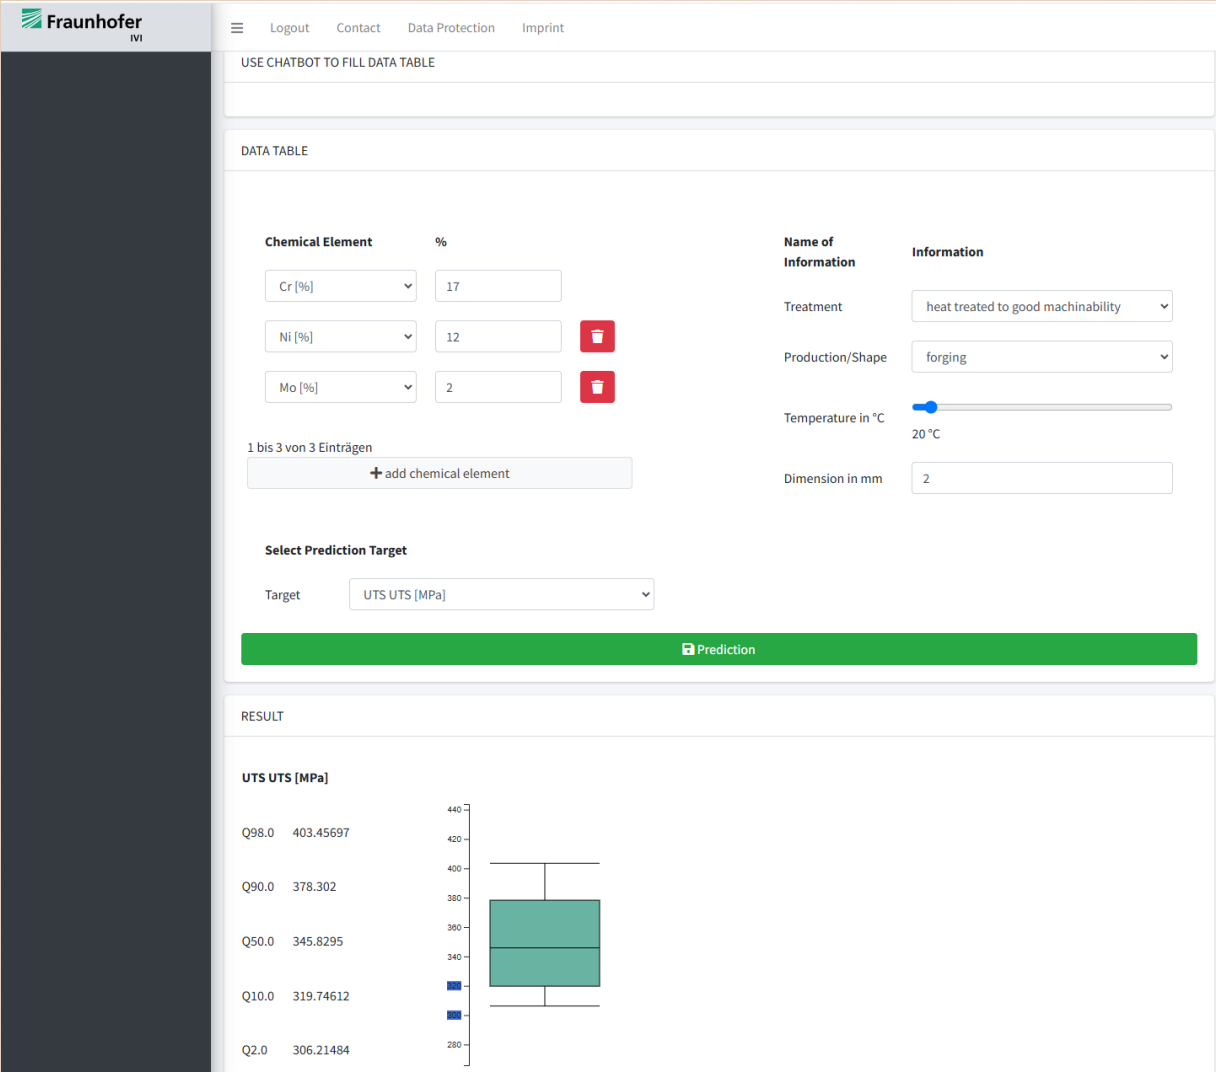 Fraunhofer
IVI
Logout Contact Data Protection Imprint
USE CHATBOT TO FILL DATA TABLE
DATA TABLE
Chemical Element %
Cr [%] 17
Ni [%] 12
Mo [%] 2
1 bis 3 von 3 Einträgen
add chemical element
Name of
Information
Information
Treatment heat treated to good machinability
Production/Shape forging
Temperature in °C
20 °C
Dimension in mm 2
Select Prediction Target
Target UTS UTS [MPa]
Prediction
RESULT
UTS UTS [MPa]
Q98.0 403.45697
Q90.0 378.302
Q50.0 345.8295
Q10.0 319.74612
Q2.0 306.21484
440
420
400
380
360
340
320
300
280